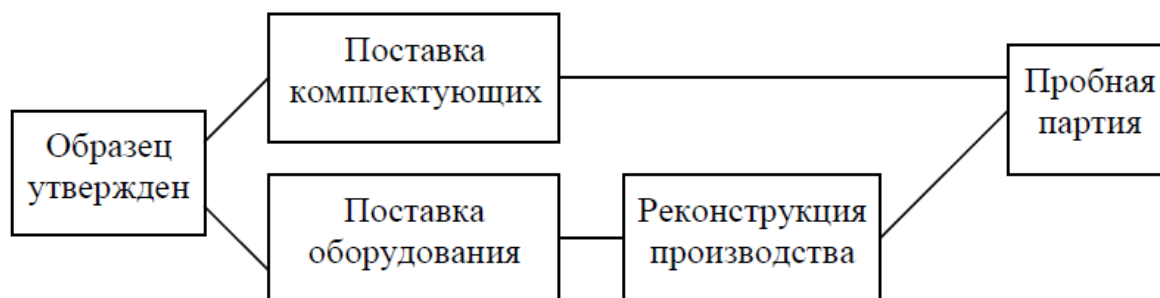 Образец
утвержден
Поставка
комплектующих
Поставка
оборудования
Реконструкция
производства
Пробная
партия